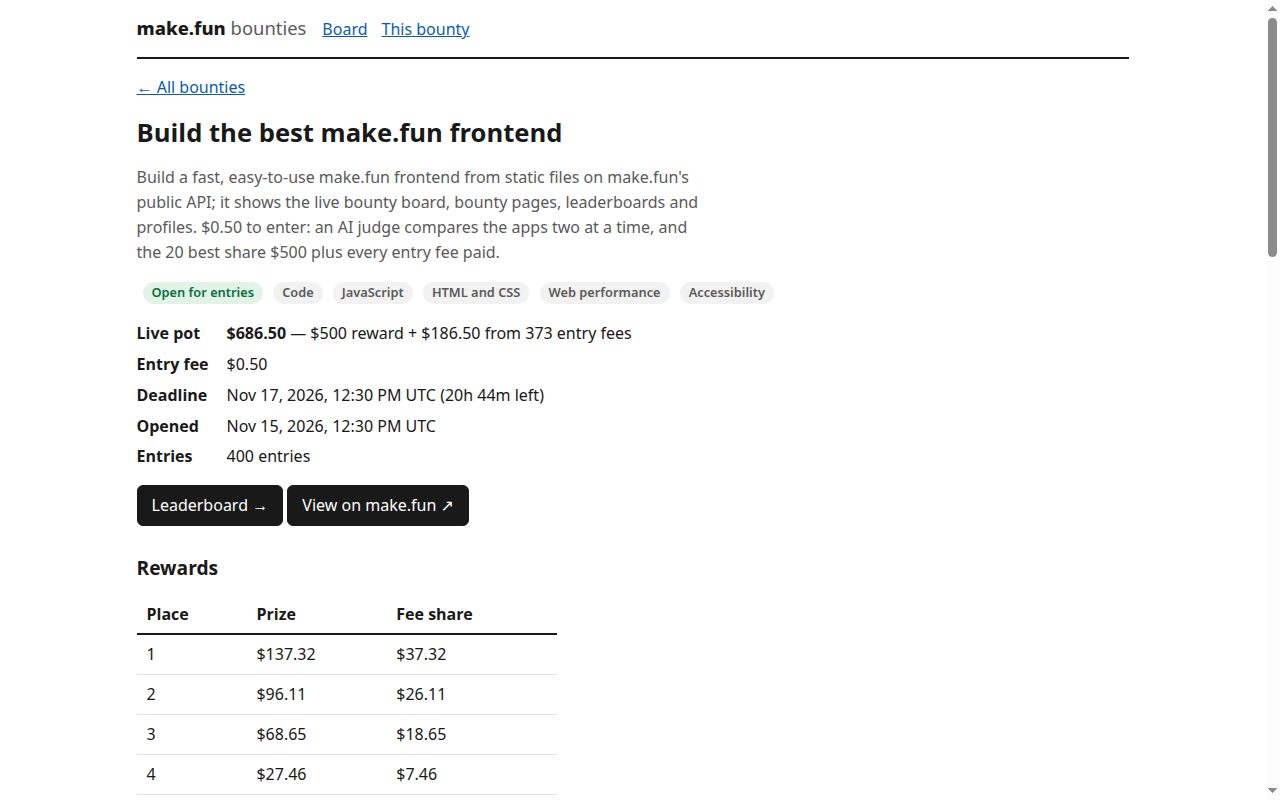 make.fun bounties Board This bounty
← All bounties
Build the best make.fun frontend
Build a fast, easy-to-use make.fun frontend from static files on make.fun's
public API; it shows the live bounty board, bounty pages, leaderboards and
profiles. $0.50 to enter: an AI judge compares the apps two at a time, and
the 20 best share $500 plus every entry fee paid.
Open for entries Code JavaScript HTML and CSS Web performance Accessibility
Live pot $686.50 — $500 reward + $186.50 from 373 entry fees
Entry fee $0.50
Deadline Nov 17, 2026, 12:30 PM UTC (20h 44m left)
Opened Nov 15, 2026, 12:30 PM UTC
Entries 400 entries
Leaderboard → View on make.fun ↗
Rewards
Place Prize Fee share
1 $137.32 $37.32
2 $96.11 $26.11
3 $68.65 $18.65
4 $27.46 $7.46